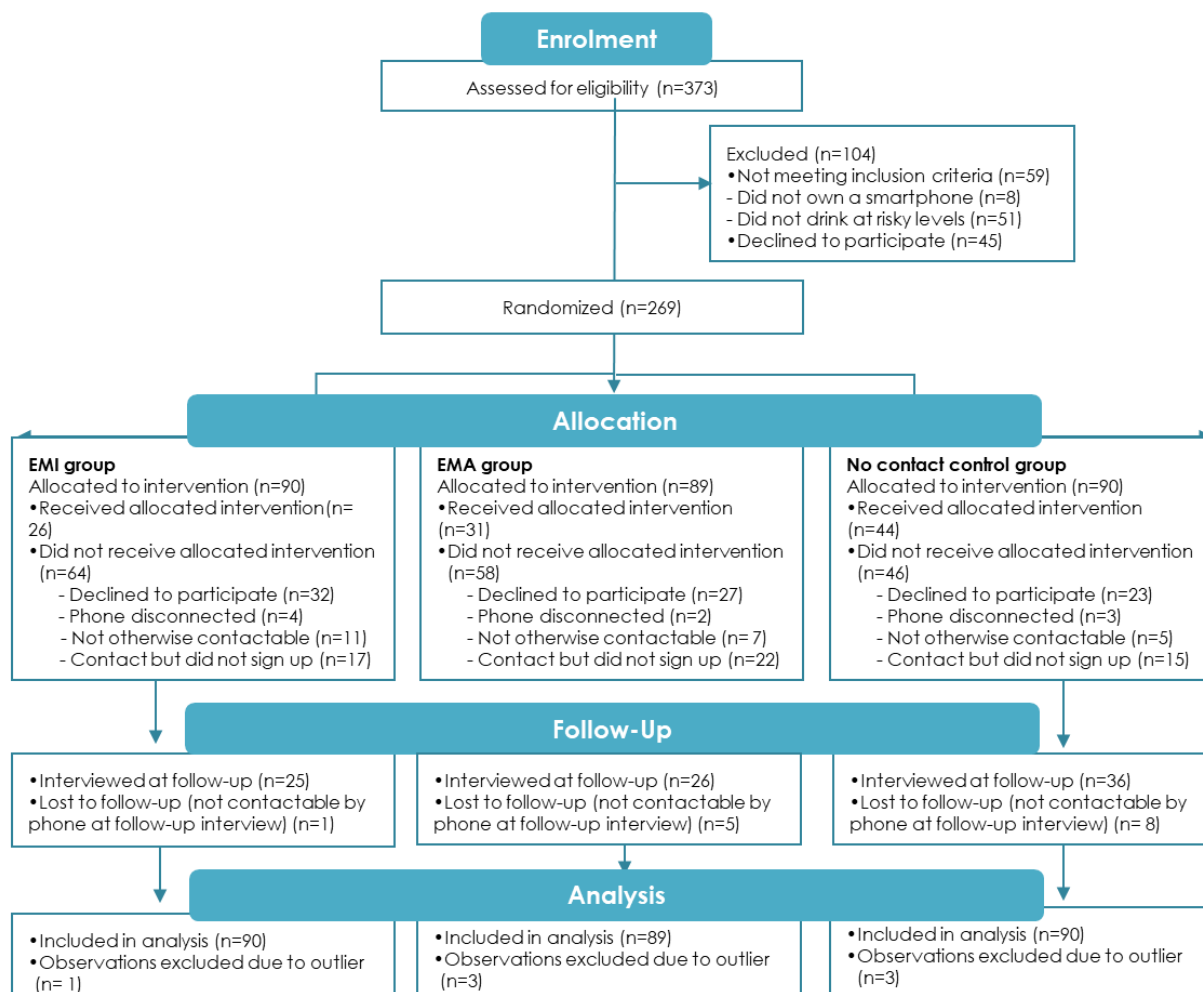 Enrolment
Assessed for eligibility (n=373)
Excluded (n=104)
•Not meeting inclusion criteria (n=59)
- Did not own a smartphone (n=8)
- Did not drink at risky levels (n=51)
•Declined to participate (n=45)
Randomized (n=269)
Allocation
EMI group
Allocated to intervention (n=90)
•Received allocated intervention (n=
26)
•Did not receive allocated intervention
(n=64)
- Declined to participate (n=32)
- Phone disconnected (n=4)
- Not otherwise contactable (n=11)
- Contact but did not sign up (n=17)
EMA group
Allocated to intervention (n=89)
•Received allocated intervention
(n=31)
•Did not receive allocated intervention
(n=58)
- Declined to participate (n=27)
- Phone disconnected (n=2)
- Not otherwise contactable (n= 7)
- Contact but did not sign up (n=22)
No contact control group
Allocated to intervention (n=90)
•Received allocated intervention
(n=44)
•Did not receive allocated intervention
(n=46)
- Declined to participate (n=23)
- Phone disconnected (n=3)
- Not otherwise contactable (n=5)
- Contact but did not sign up (n=15)
Follow-Up
•Interviewed at follow-up (n=25)
•Lost to follow-up (not contactable by
phone at follow-up interview) (n=1)
•Interviewed at follow-up (n=26)
•Lost to follow-up (not contactable by
phone at follow-up interview) (n=5)
•Interviewed at follow-up (n=36)
•Lost to follow-up (not contactable by
phone at follow-up interview) (n= 8)
Analysis
•Included in analysis (n=90)
•Observations excluded due to outlier
(n= 1)
•Included in analysis (n=89)
•Observations excluded due to outlier
(n=3)
•Included in analysis (n=90)
•Observations excluded due to outlier
(n=3)